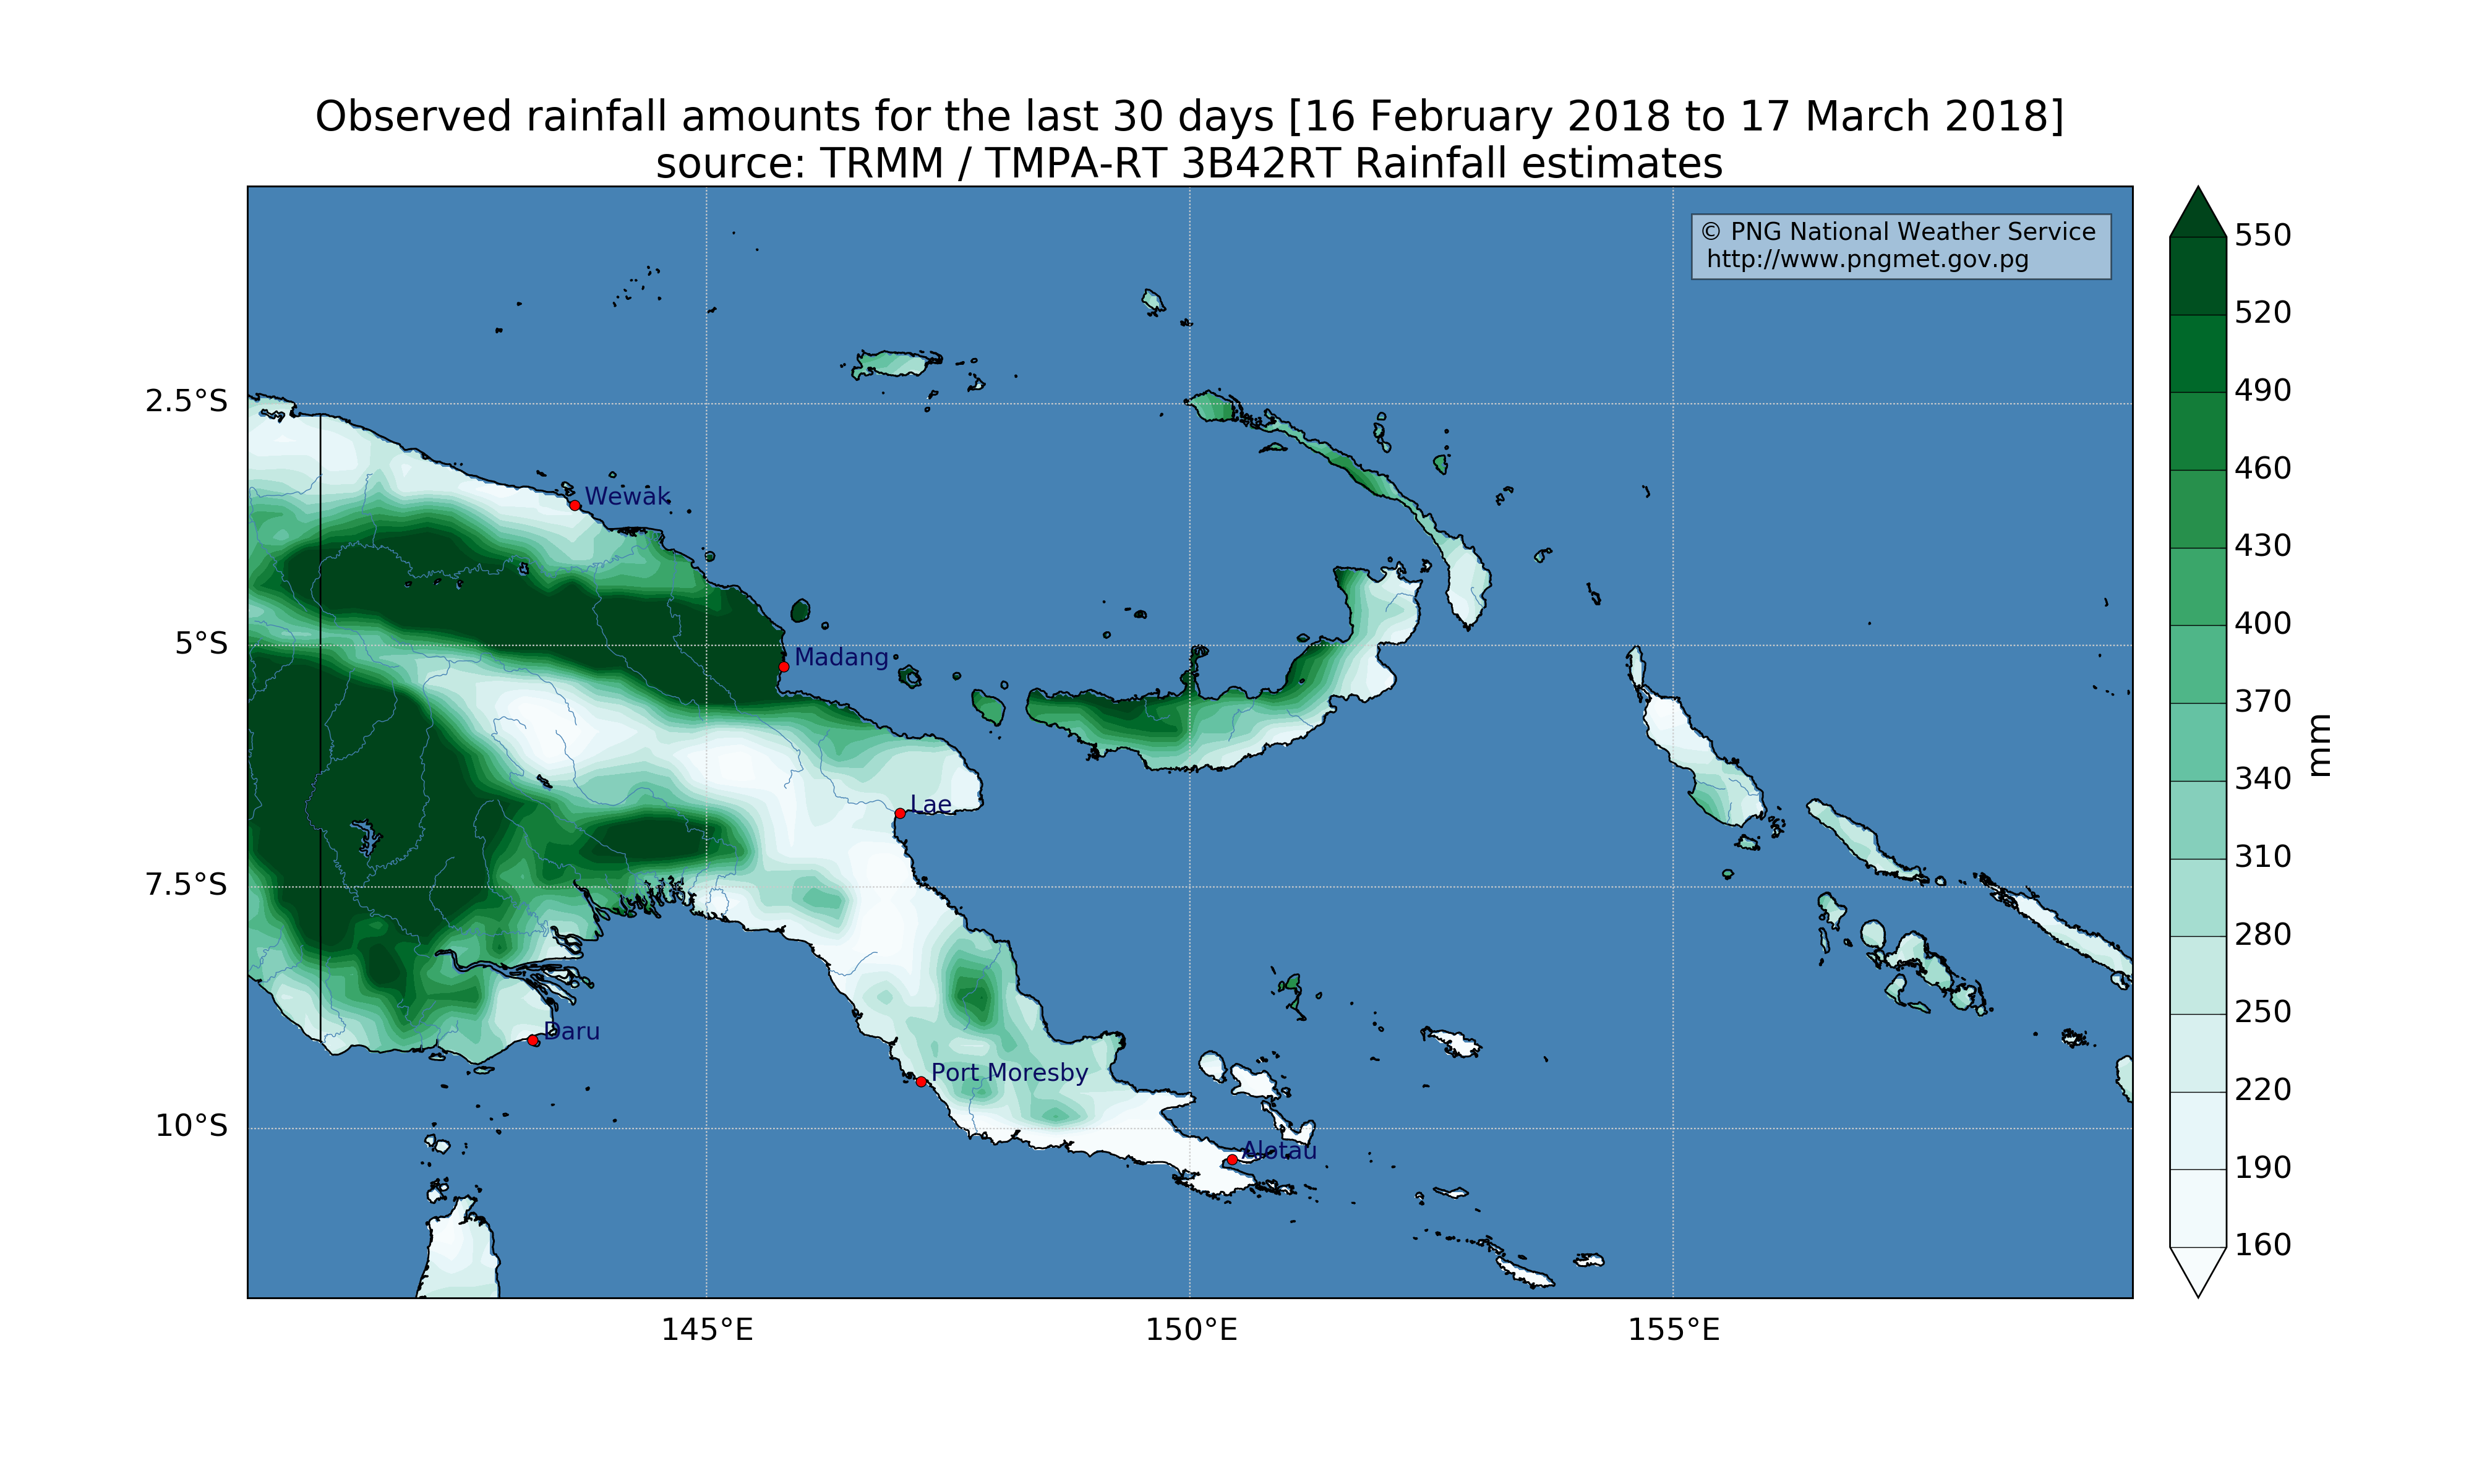 Observed rainfall amounts for the last 30 days [16 February 2018 to 17 March 2018]
source: TRMM / TMPA-RT 3B42RT Rainfall estimates
© PNG National Weather Service
http://www.pngmet.gov.pg
2.5°S
5°S
7.5°S
10°S
Wewak
Madang
Lae
Daru
Port Moresby
Alotau
145°E
150°E
155°E
550
520
490
460
430
400
370
340
310
280
250
220
190
160
mm